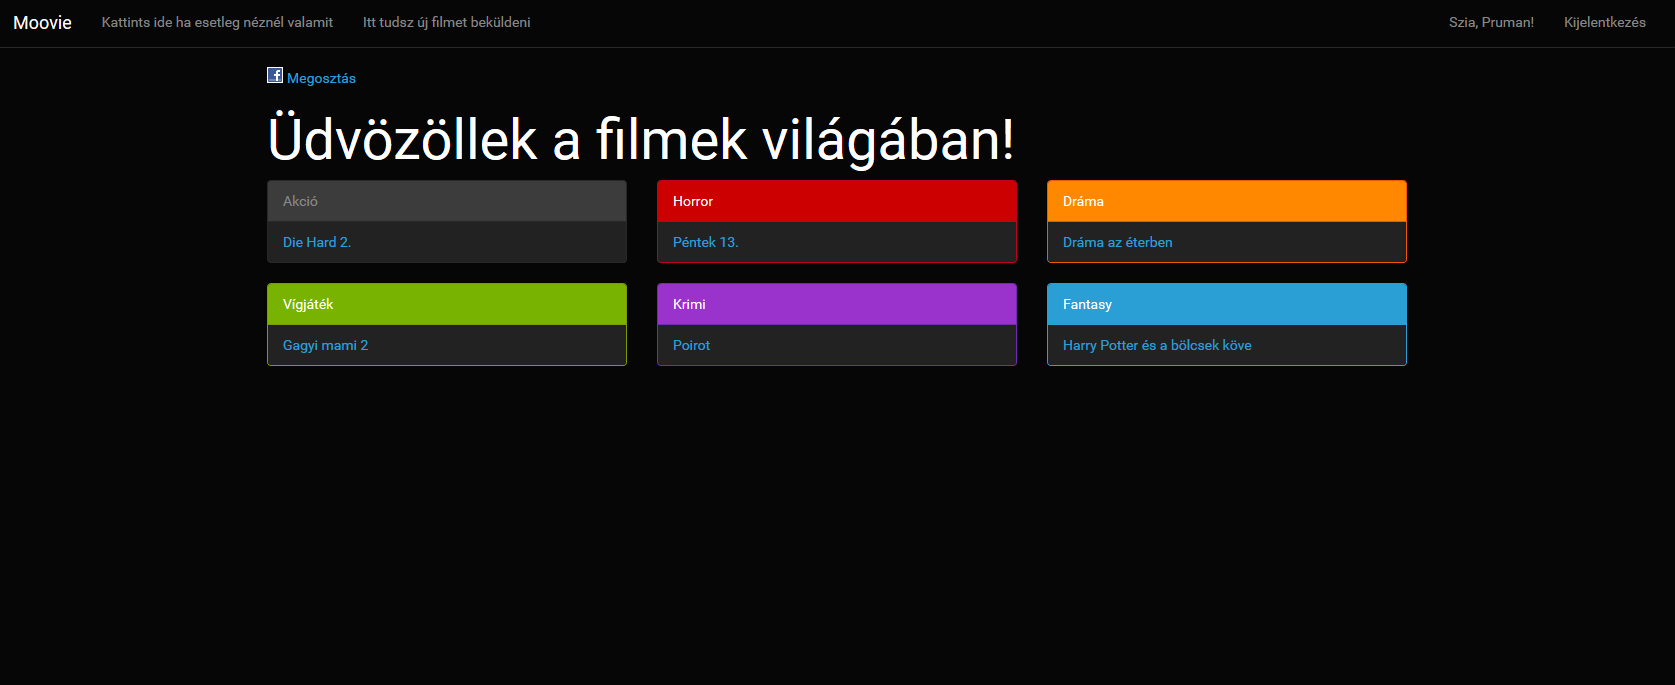 Moovie Kattints ide ha esetleg néznél valamit Itt tudsz új filmet beküldeni Szia, Pruman! Kijelentkezés
Megosztás
Üdvözöllek a filmek világában!
Akció Horror Dráma
Die Hard 2. Péntek 13. Dráma az éterben
Vígjáték Krimi Fantasy
Gagyi mami 2 Poirot Harry Potter és a bölcsek köve